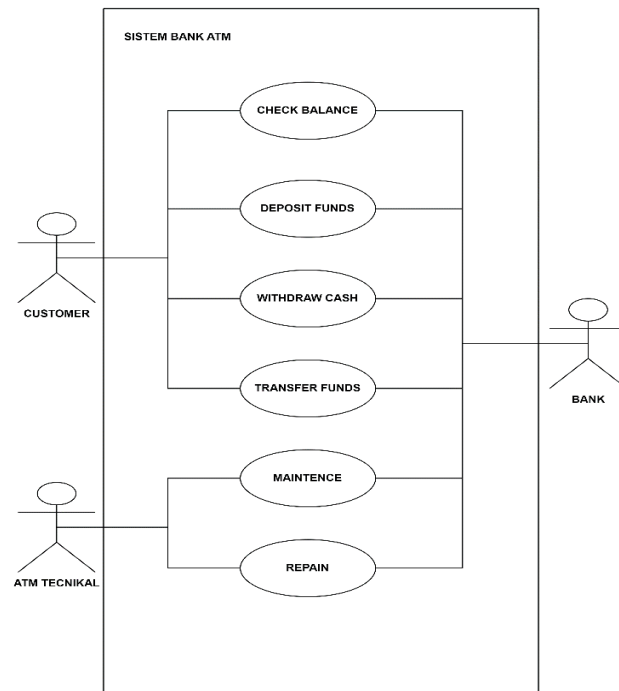 SISTEM BANK ATM
CHECK BALANCE
DEPOSIT FUNDS
CUSTOMER
WITHDRAW CASH
TRANSFER FUNDS
BANK
MAINTENCE
ATM TECNIKAL
REPAIN